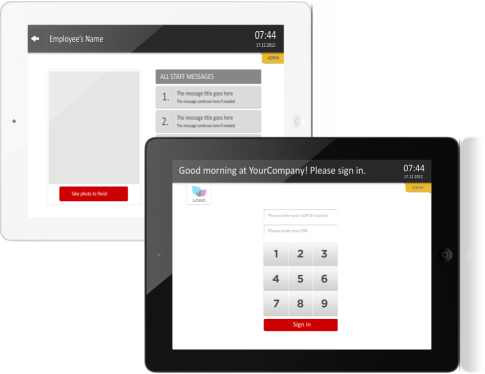 Employee's Name
07:44
17.12.2012
ADMIN
ALL STAFF MESSAGES
1. The message title goes here
The message continues here if needed
2. The message title goes here
The message continues here if needed
Take photo to finish
Good morning at YourCompany! Please sign in.
07:44
17.12.2012
ADMIN
LOGO
Please enter your staff ID number
Please enter your PIN
1 2 3
4 5 6
7 8 9
Sign in